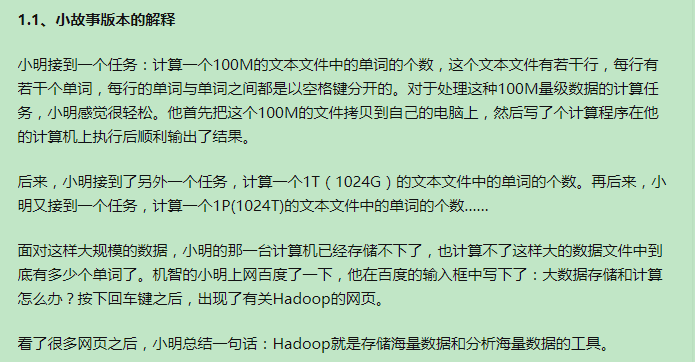 1.1、小故事版本的解释
小明接到一个任务：计算一个100M的文本文件中的单词的个数，这个文本文件有若干行，每行有
若干个单词，每行的单词与单词之间都是以空格键分开的。对于处理这种100M量级数据的计算任
务，小明感觉很轻松。他首先把这个100M的文件拷贝到自己的电脑上，然后写了个计算程序在他
的计算机上执行后顺利输出了结果。
后来，小明接到了另外一个任务，计算一个1T（1024G）的文本文件中的单词的个数。再后来，小
明又接到一个任务，计算一个1P(1024T)的文本文件中的单词的个数……
面对这样大规模的数据，小明的那一台计算机已经存储不下了，也计算不了这样大的数据文件中到
底有多少个单词了。机智的小明上网百度了一下，他在百度的输入框中写下了：大数据存储和计算
怎么办？按下回车键之后，出现了有关Hadoop的网页。
看了很多网页之后，小明总结一句话：Hadoop就是存储海量数据和分析海量数据的工具。